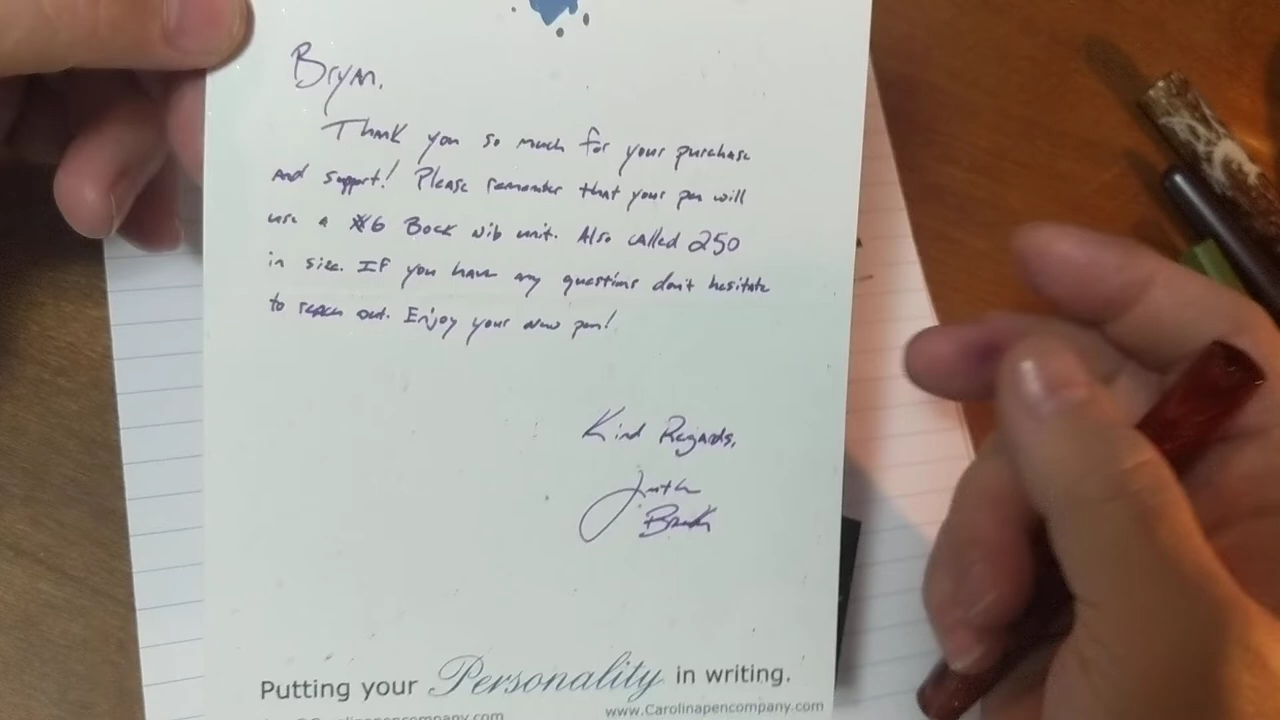 Bryan,
Thank you so much for your purchase
and support! Please remember that your pen will
use a #6 Bock nib unit. Also called 250
in size. If you have any questions don't hesitate
to reach out. Enjoy your new pen!
Kind Regards,
Putting your Personality in writing.
www.Carolinapencompany.com